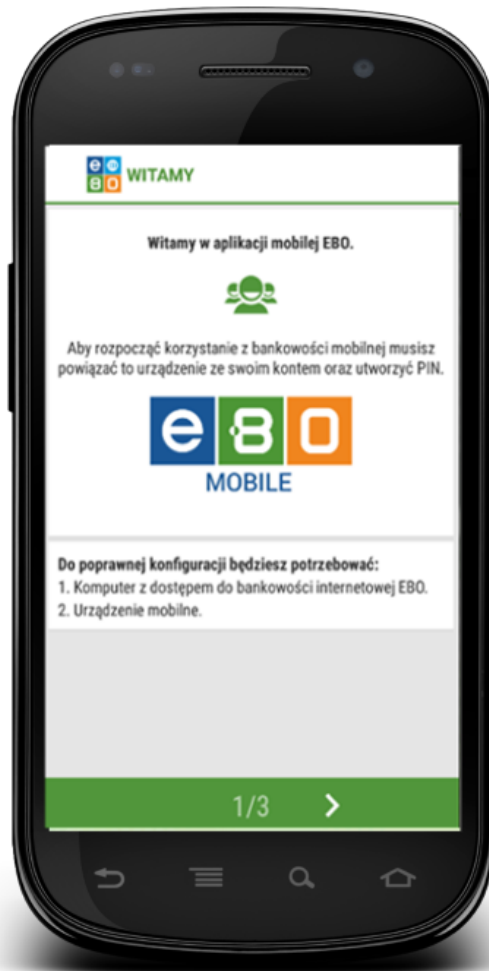 WITAMY
Witamy w aplikacji mobilej EBO.
Aby rozpocząć korzystanie z bankowości mobilnej musisz
powiązać to urządzenie ze swoim kontem oraz utworzyć PIN.
eBO
MOBILE
Do poprawnej konfiguracji będziesz potrzebować:
1. Komputer z dostępem do bankowości internetowej EBO.
2. Urządzenie mobilne.
1/3